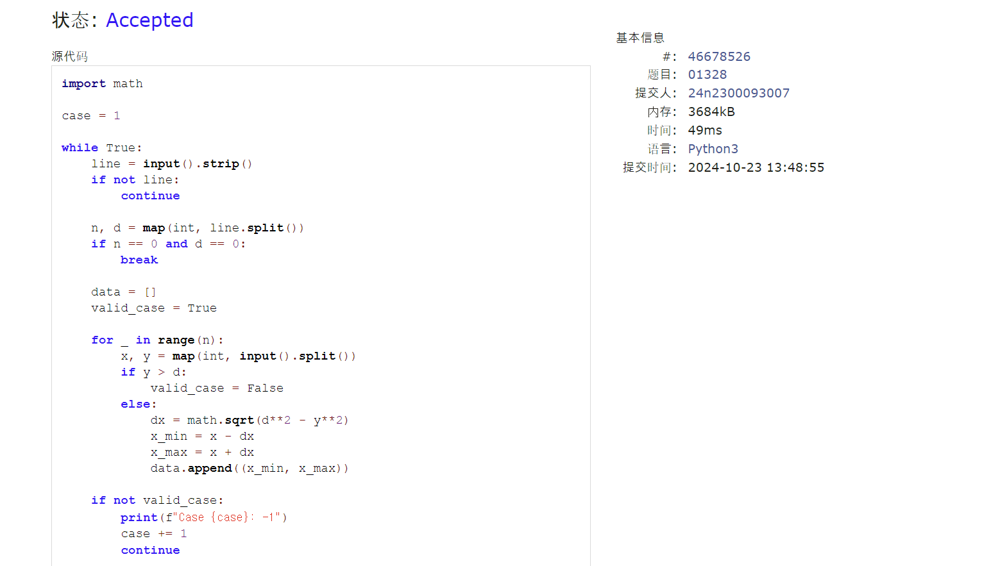 状态: Accepted
源代码
import math
case = 1
while True:
    line = input().strip()
    if not line:
        continue
    n, d = map(int, line.split())
    if n == 0 and d == 0:
        break
    data = []
    valid_case = True
    for _ in range(n):
        x, y = map(int, input().split())
        if y > d:
            valid_case = False
        else:
            dx = math.sqrt(d**2 - y**2)
            x_min = x - dx
            x_max = x + dx
            data.append((x_min, x_max))
    if not valid_case:
        print(f"Case {case}: -1")
        case += 1
        continue
基本信息
#: 46678526
题目: 01328
提交人: 24n2300093007
内存: 3684kB
时间: 49ms
语言: Python3
提交时间: 2024-10-23 13:48:55